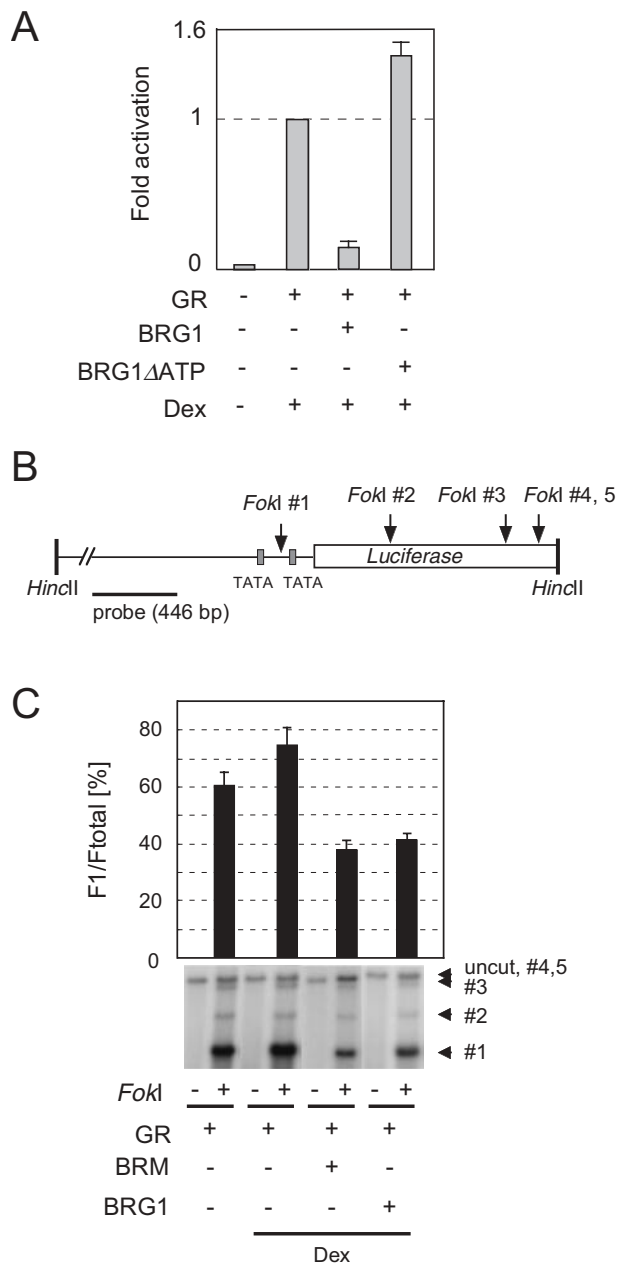 A
1.6
1
0
Fold activation
GR - + + +
BRG1 - - + -
BRG1ΔATP - - - +
Dex - + + +
B
FokI #1 FokI #2 FokI #3 FokI #4, 5
Luciferase
TATA TATA
HincII HincII
probe (446 bp)
C
80
60
40
20
0
F1/Ftotal [%]
uncut, #4,5
#3
#2
#1
FokI - + - + - + - +
GR + + + +
BRM - - + -
BRG1 - - - +
Dex